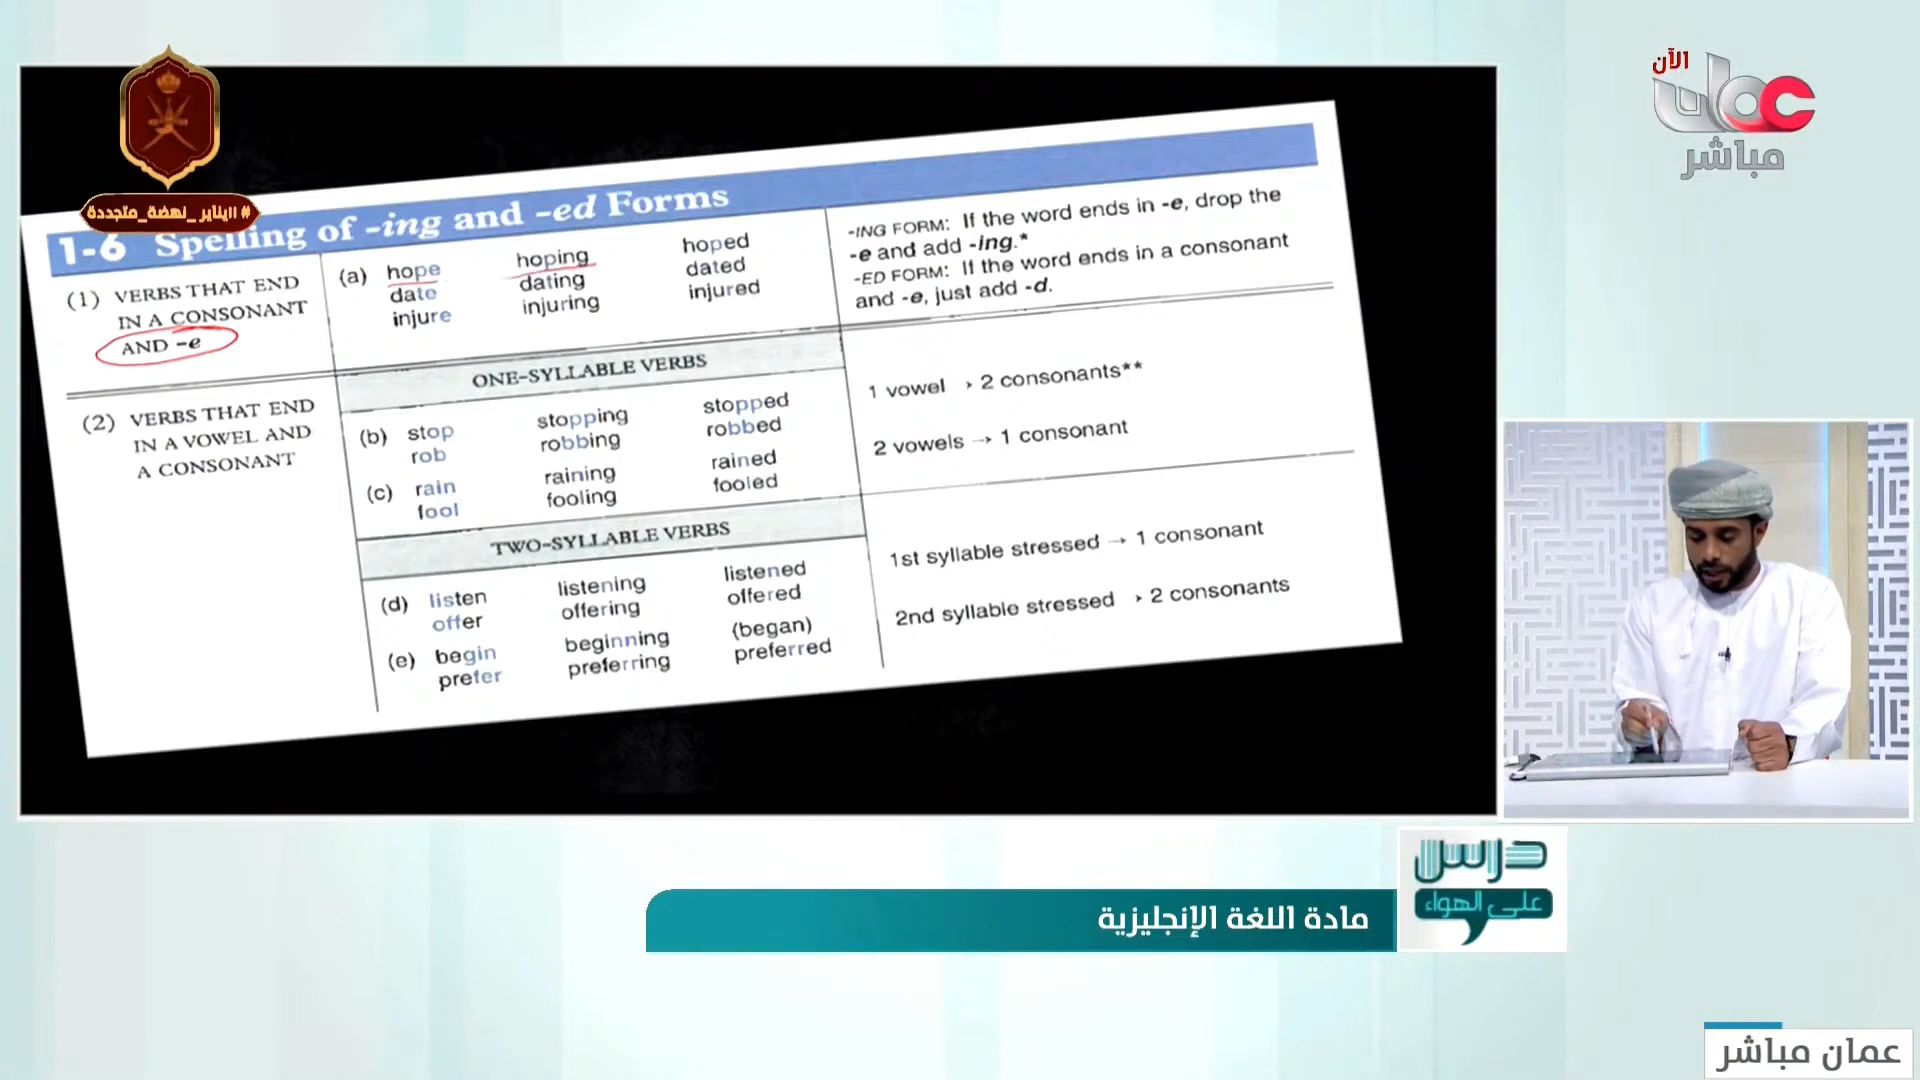 الآن
عمان
مباشر
# ١١يناير _نهضة_متجددة
1-6 Spelling of -ing and -ed Forms
(1) VERBS THAT END
IN A CONSONANT
AND -e
(a) hope hoping hoped
date dating dated
injure injuring injured
-ING FORM: If the word ends in -e, drop the
-e and add -ing.*
-ED FORM: If the word ends in a consonant
and -e, just add -d.
(2) VERBS THAT END
IN A VOWEL AND
A CONSONANT
ONE-SYLLABLE VERBS
(b) stop stopping stopped
rob robbing robbed
1 vowel → 2 consonants**
(c) rain raining rained
fool fooling fooled
2 vowels → 1 consonant
TWO-SYLLABLE VERBS
(d) listen listening listened
offer offering offered
1st syllable stressed → 1 consonant
(e) begin beginning (began)
prefer preferring preferred
2nd syllable stressed → 2 consonants
درس
على الهواء
مادة اللغة الإنجليزية
عمان مباشر